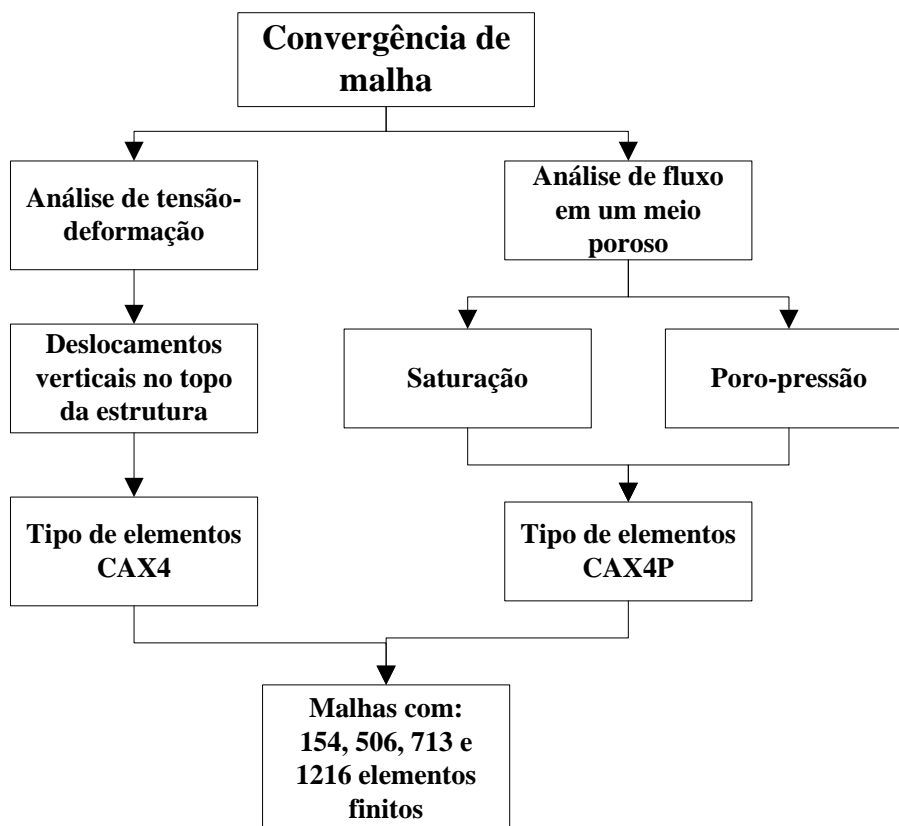 Convergência de
malha
Análise de tensão-
deformação
Análise de fluxo
em um meio
poroso
Deslocamentos
verticais no topo
da estrutura
Saturação
Poro-pressão
Tipo de elementos
CAX4
Tipo de elementos
CAX4P
Malhas com:
154, 506, 713 e
1216 elementos
finitos